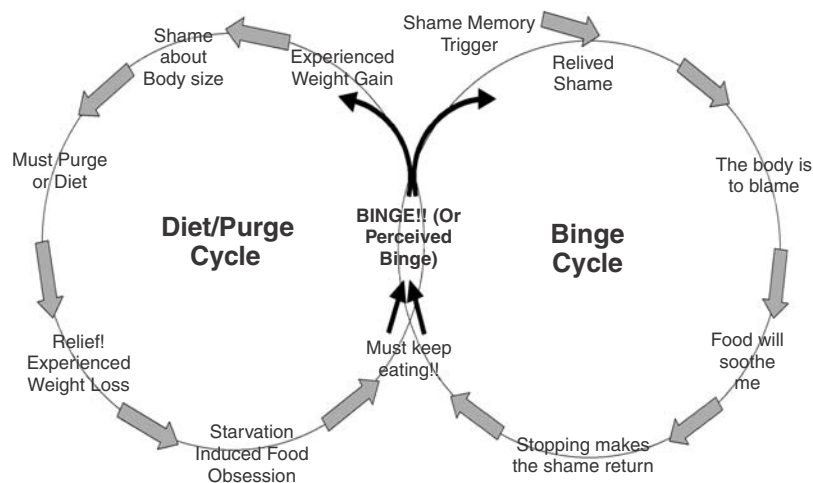 Shame Memory
Trigger
Shame
about
Body size
Experienced
Weight Gain
Relived
Shame
Must Purge
or Diet
The body is
to blame
Diet/Purge
Cycle
BINGE!! (Or
Perceived
Binge)
Binge
Cycle
Relief!
Experienced
Weight Loss
Must keep
eating!!
Food will
soothe
me
Starvation
Induced Food
Obsession
Stopping makes
the shame return